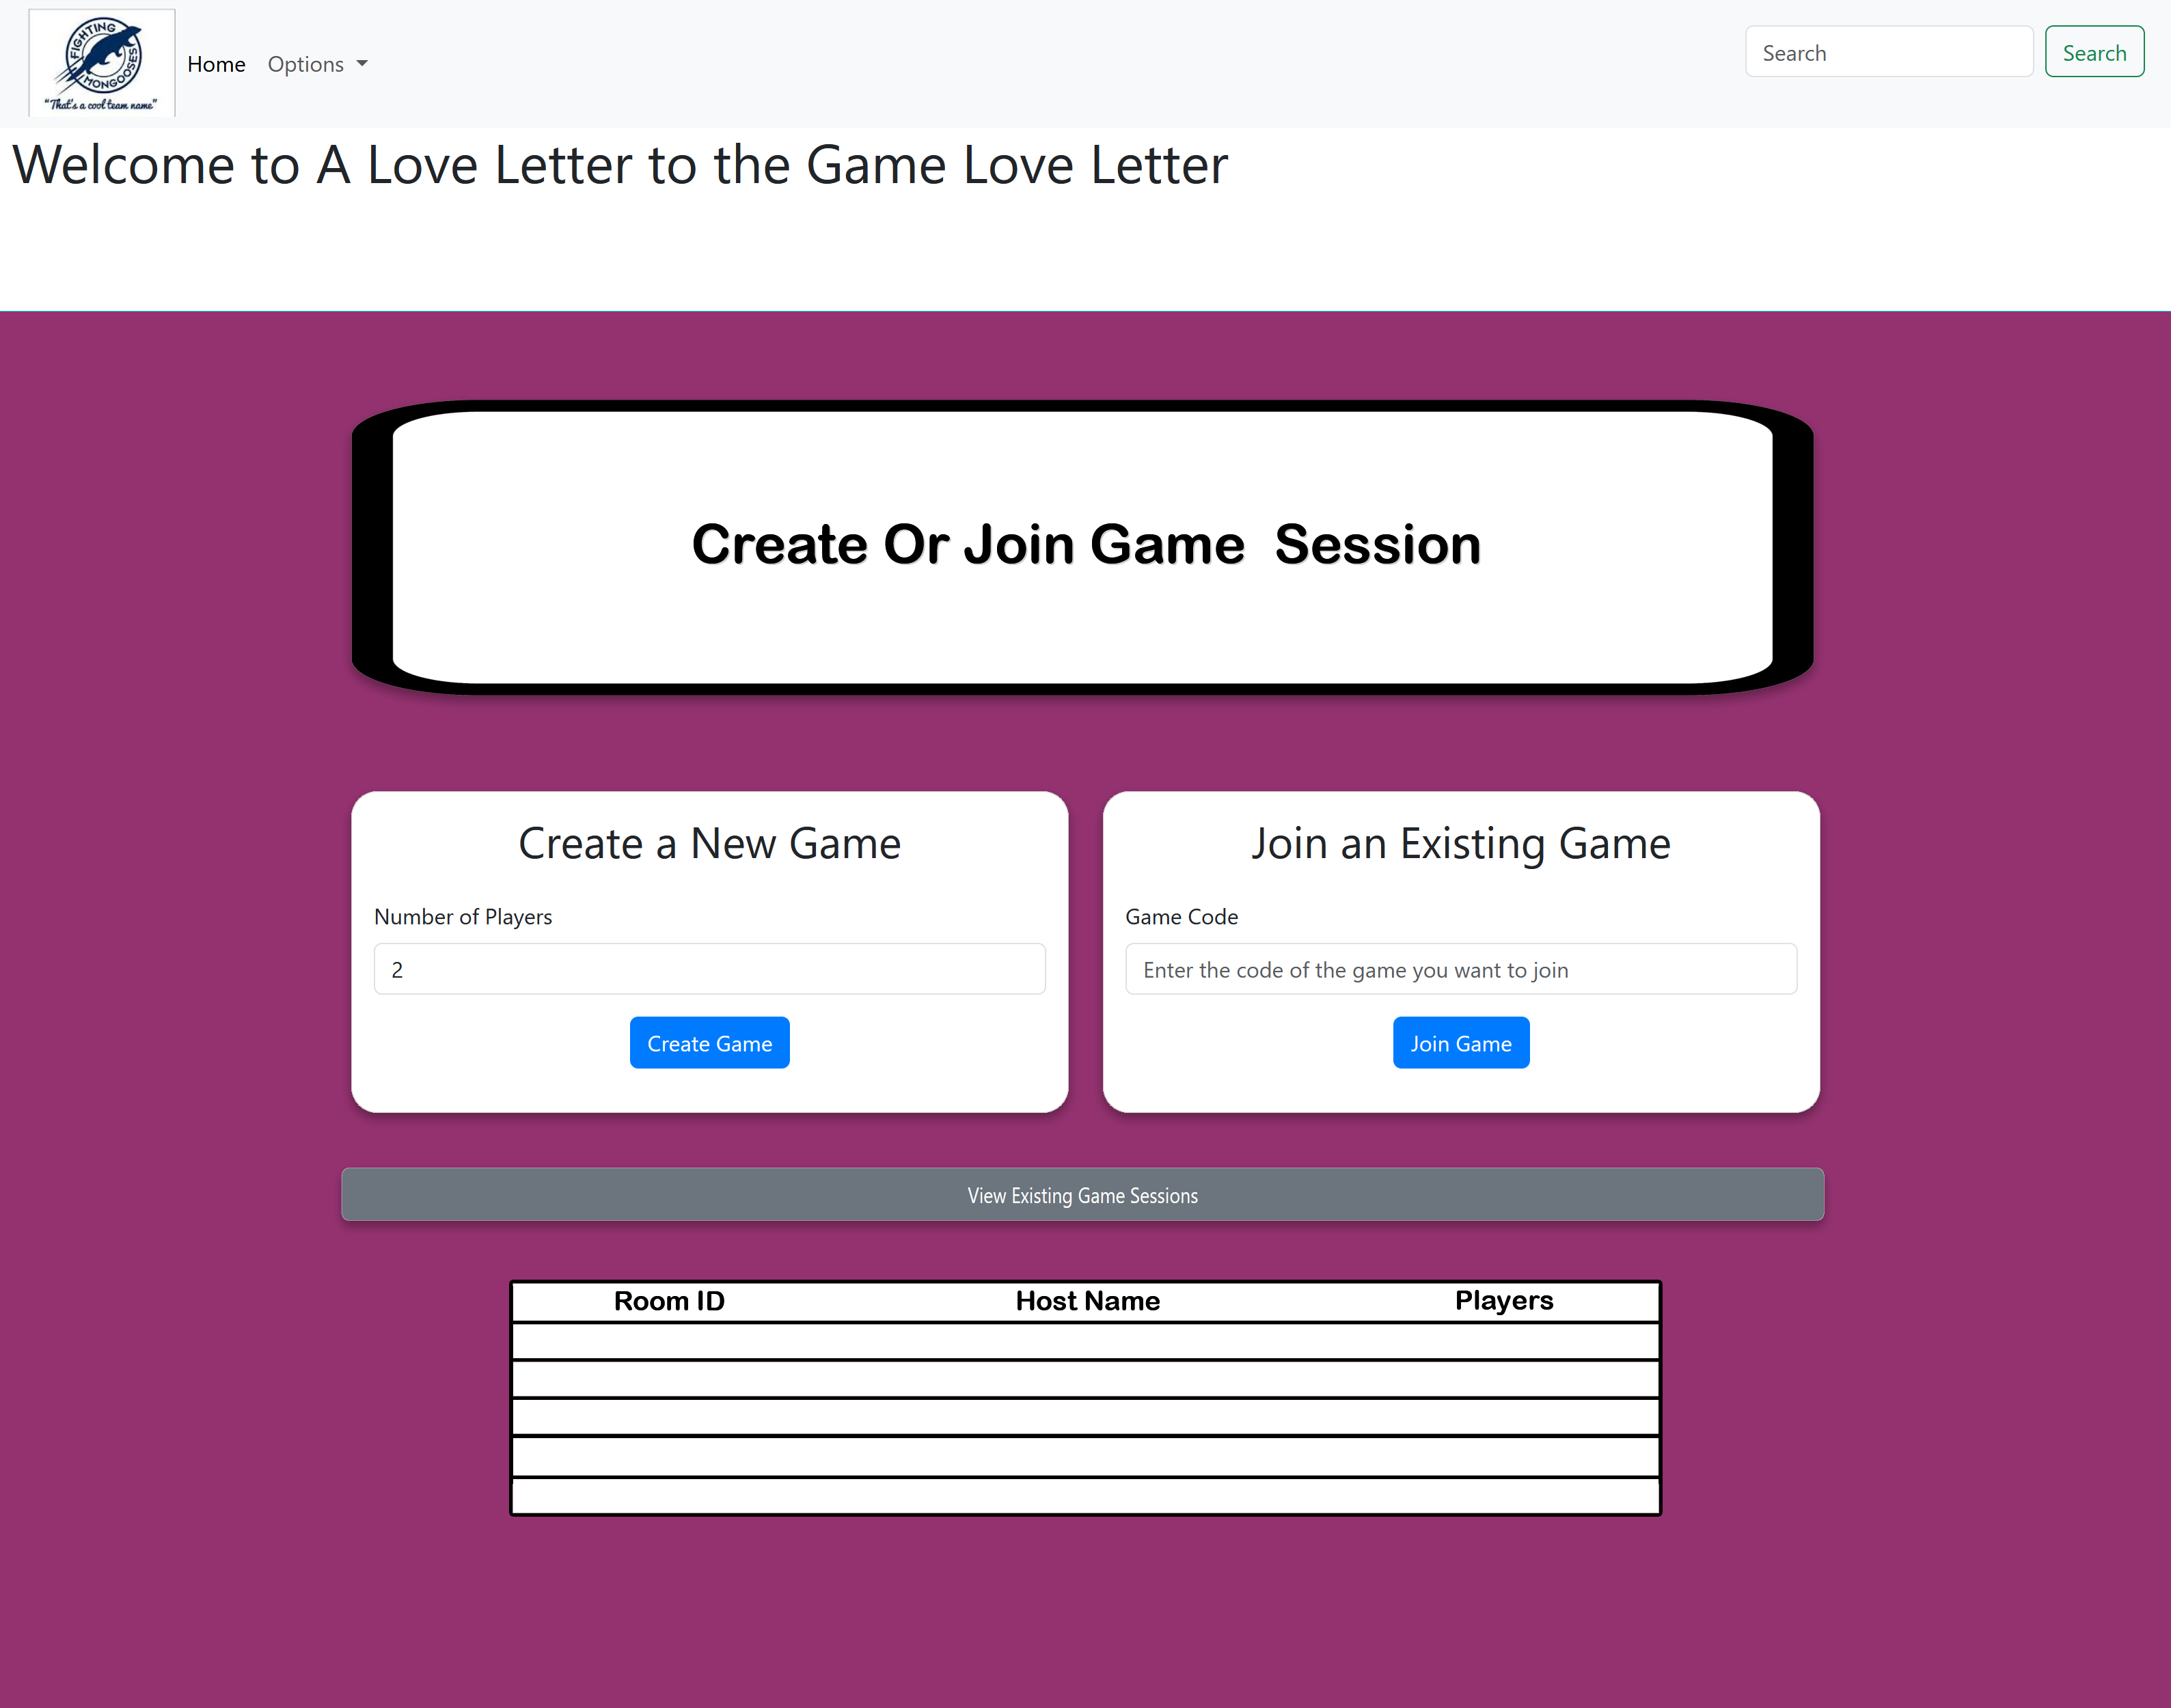 FIGHTING
MONGOOSES
"That's a cool team name"
Home Options
Search Search
Welcome to A Love Letter to the Game Love Letter
Create Or Join Game Session
Create a New Game
Number of Players
2
Create Game
Join an Existing Game
Game Code
Enter the code of the game you want to join
Join Game
View Existing Game Sessions
Room ID Host Name Players